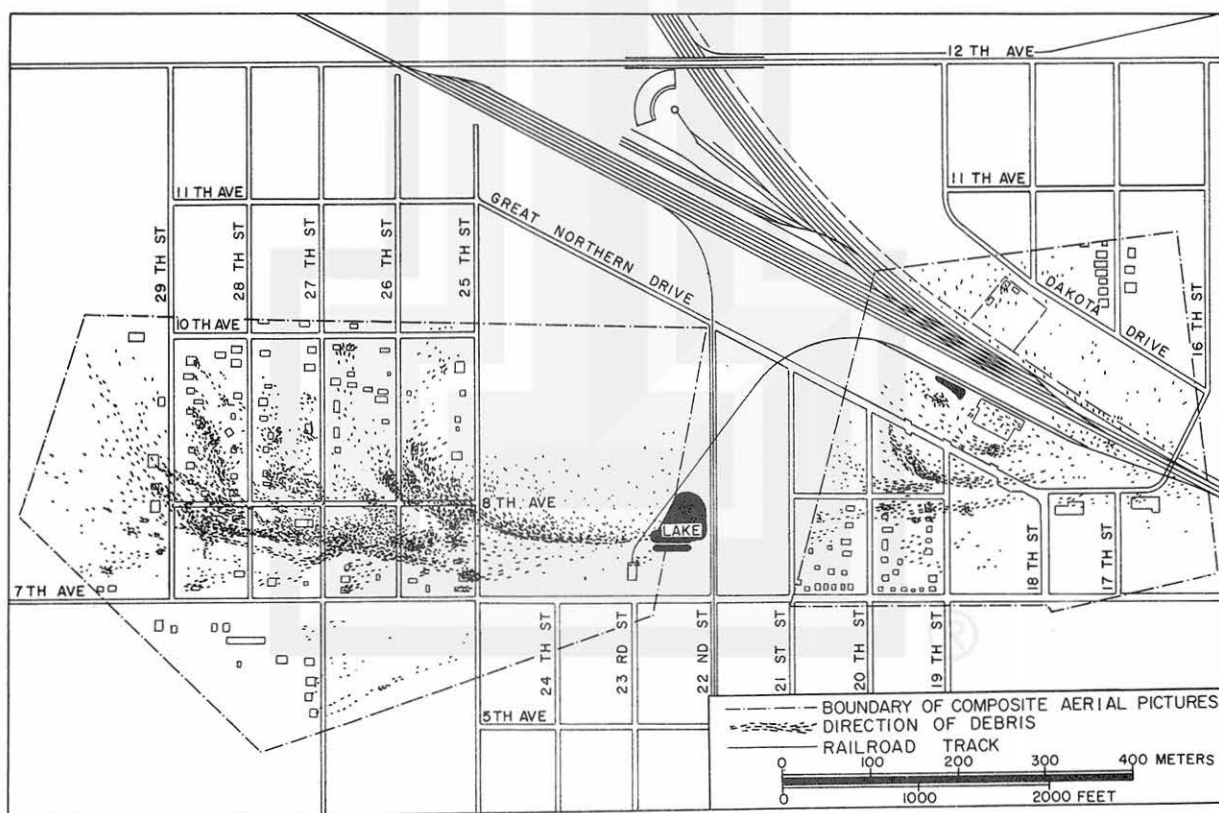 12 TH AVE
11 TH AVE
11 TH AVE
GREAT NORTHERN DRIVE
29 TH ST
28 TH ST
27 TH ST
26 TH ST
25 TH ST
DAKOTA DRIVE
16 TH ST
10 TH AVE
8 TH AVE
LAKE
7 TH AVE
18 TH ST
17 TH ST
24 TH ST
23 RD ST
22 ND ST
21 ST ST
20 TH ST
19 TH ST
5 TH AVE
®
BOUNDARY OF COMPOSITE AERIAL PICTURES
DIRECTION OF DEBRIS
RAILROAD TRACK
0 100 200 300 400 METERS
0 1000 2000 FEET